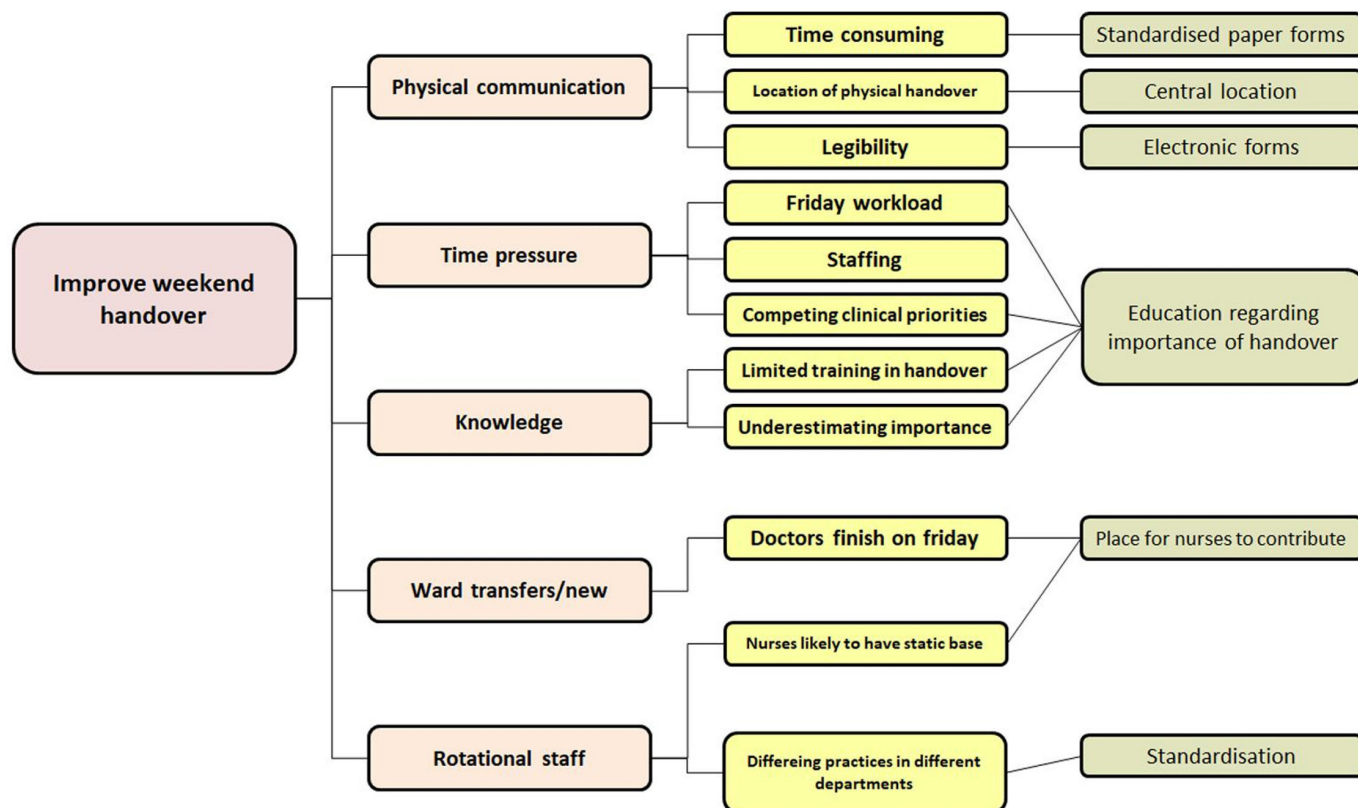 Improve weekend
handover
Physical communication
Time pressure
Knowledge
Ward transfers/new
Rotational staff
Time consuming
Location of physical handover
Legibility
Friday workload
Staffing
Competing clinical priorities
Limited training in handover
Underestimating importance
Doctors finish on friday
Nurses likely to have static base
Differeing practices in different
departments
Standardised paper forms
Central location
Electronic forms
Education regarding
importance of handover
Place for nurses to contribute
Standardisation